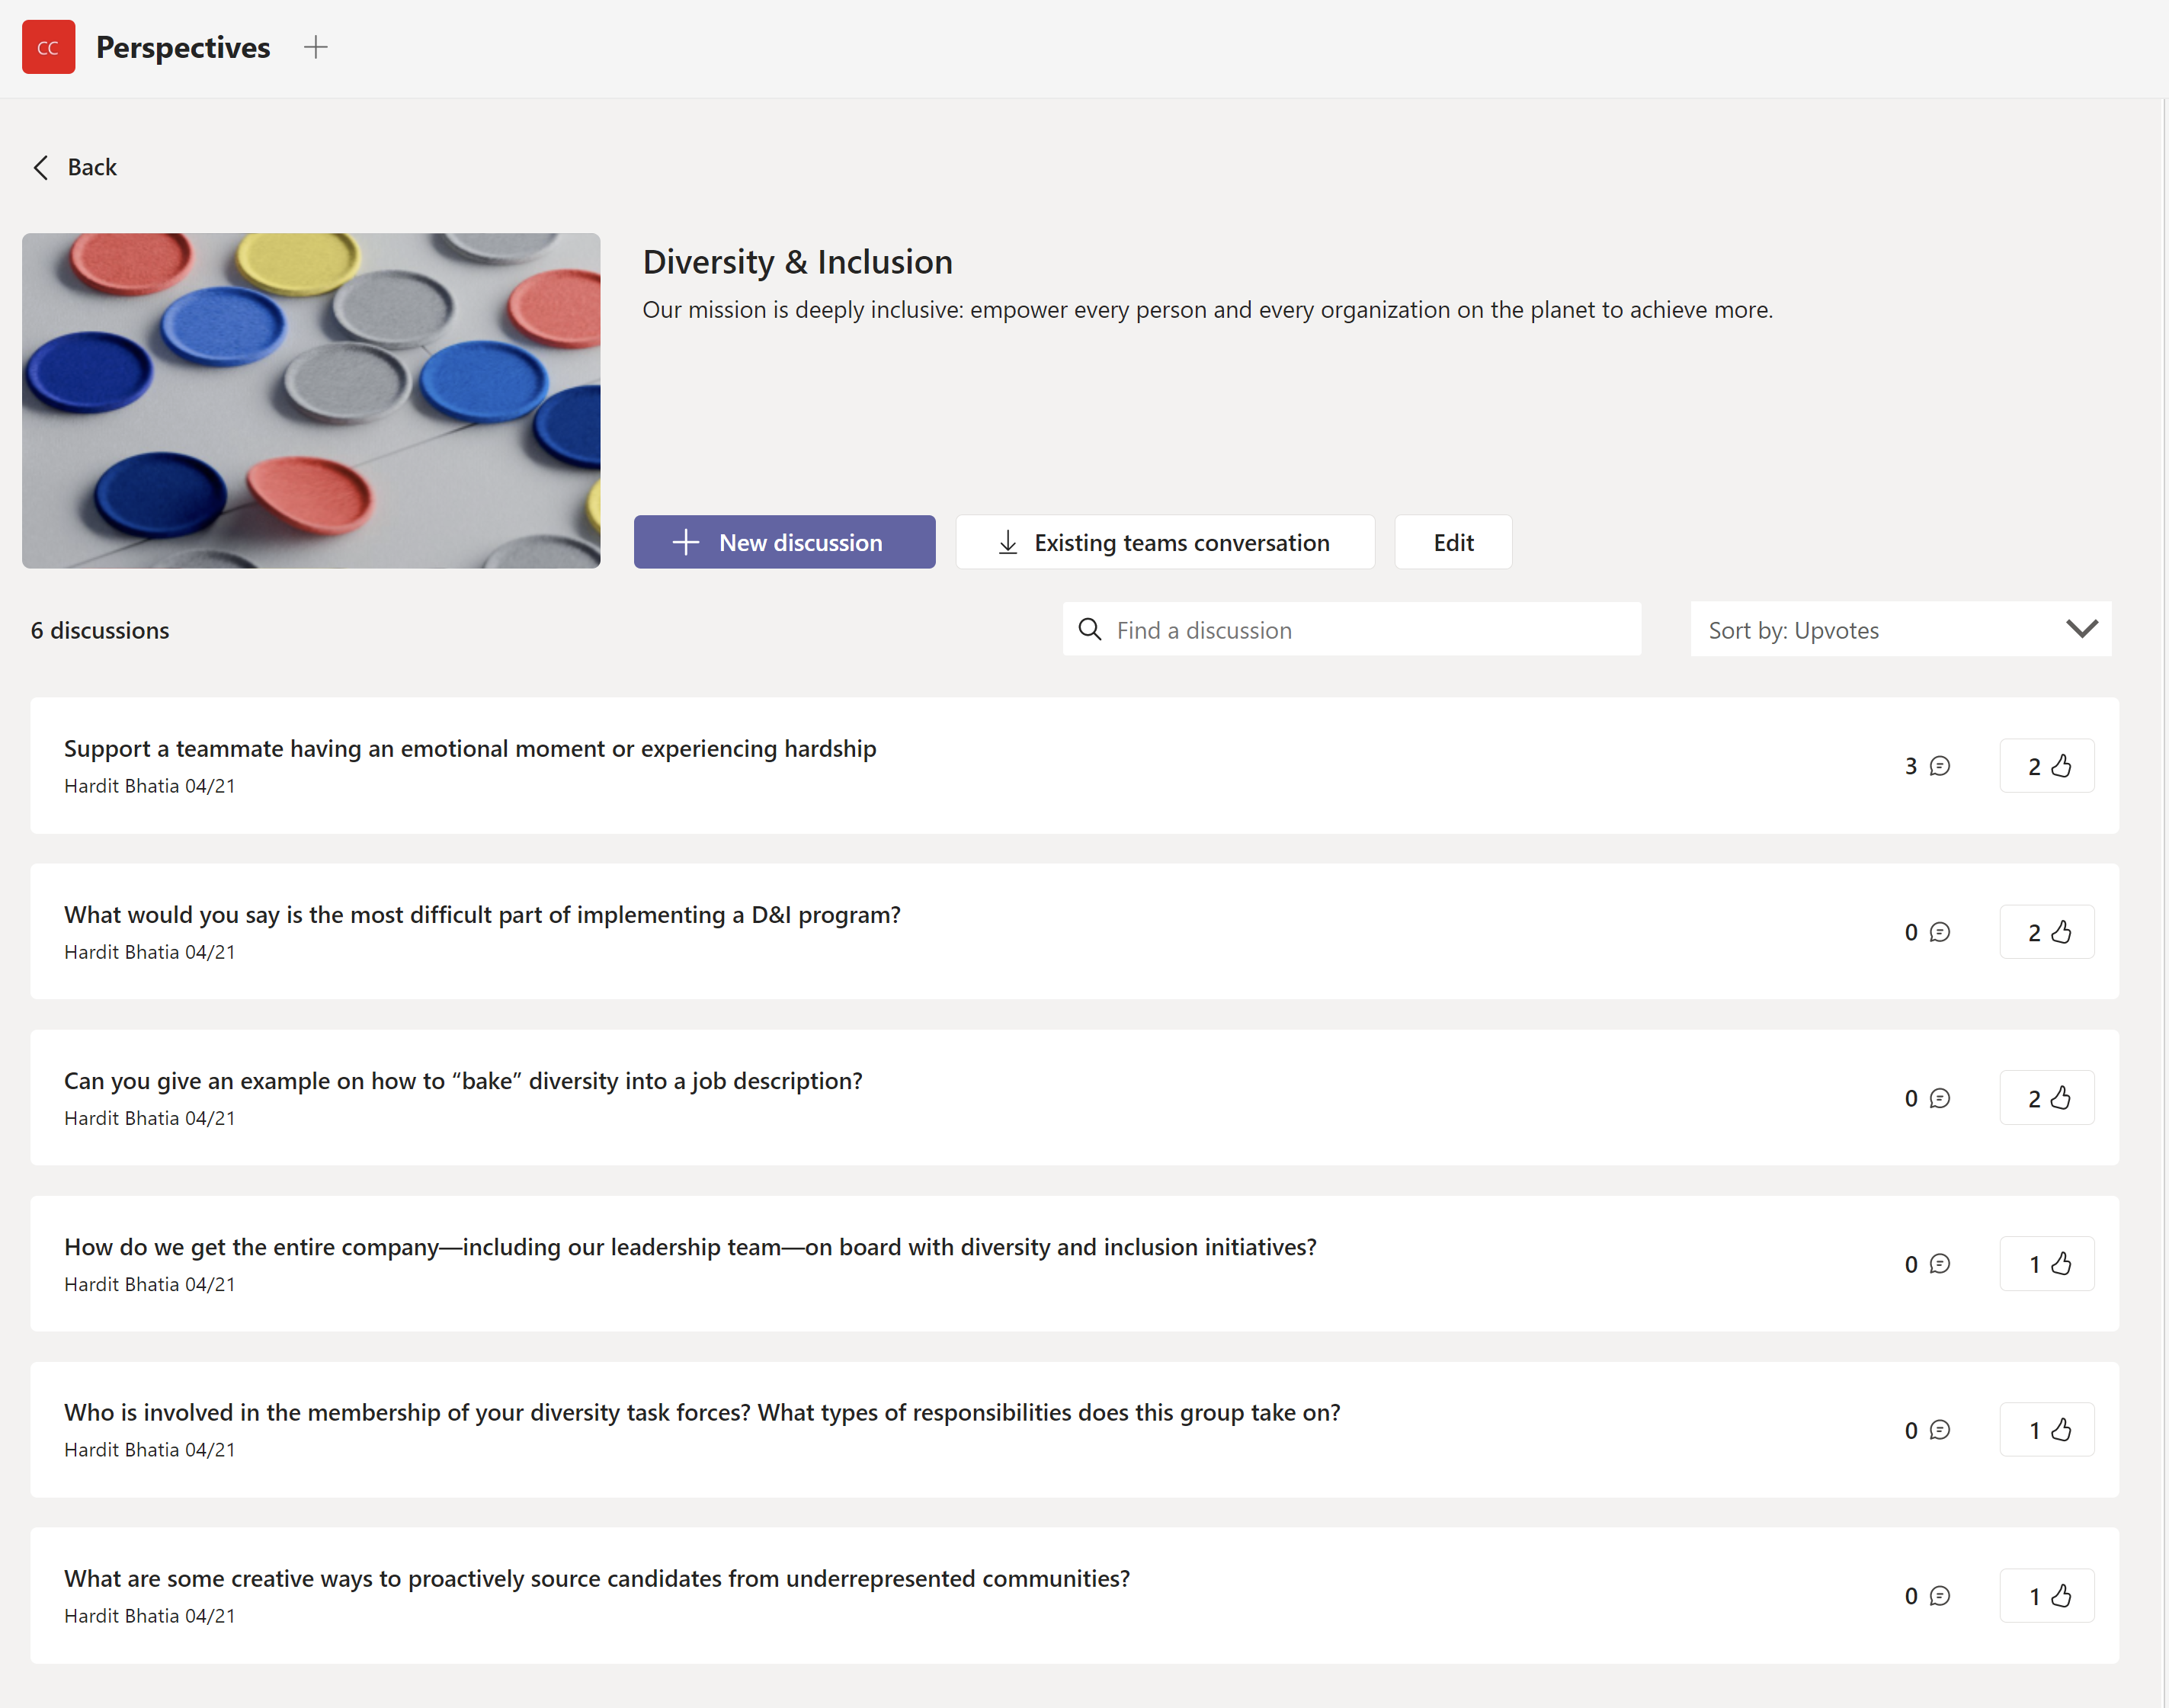 CC
Perspectives
Back
Diversity & Inclusion
Our mission is deeply inclusive: empower every person and every organization on the planet to achieve more.
New discussion
Existing teams conversation
Edit
6 discussions
Find a discussion
Sort by: Upvotes
Support a teammate having an emotional moment or experiencing hardship
Hardit Bhatia 04/21
3
2
What would you say is the most difficult part of implementing a D&I program?
Hardit Bhatia 04/21
0
2
Can you give an example on how to “bake” diversity into a job description?
Hardit Bhatia 04/21
0
2
How do we get the entire company—including our leadership team—on board with diversity and inclusion initiatives?
Hardit Bhatia 04/21
0
1
Who is involved in the membership of your diversity task forces? What types of responsibilities does this group take on?
Hardit Bhatia 04/21
0
1
What are some creative ways to proactively source candidates from underrepresented communities?
Hardit Bhatia 04/21
0
1